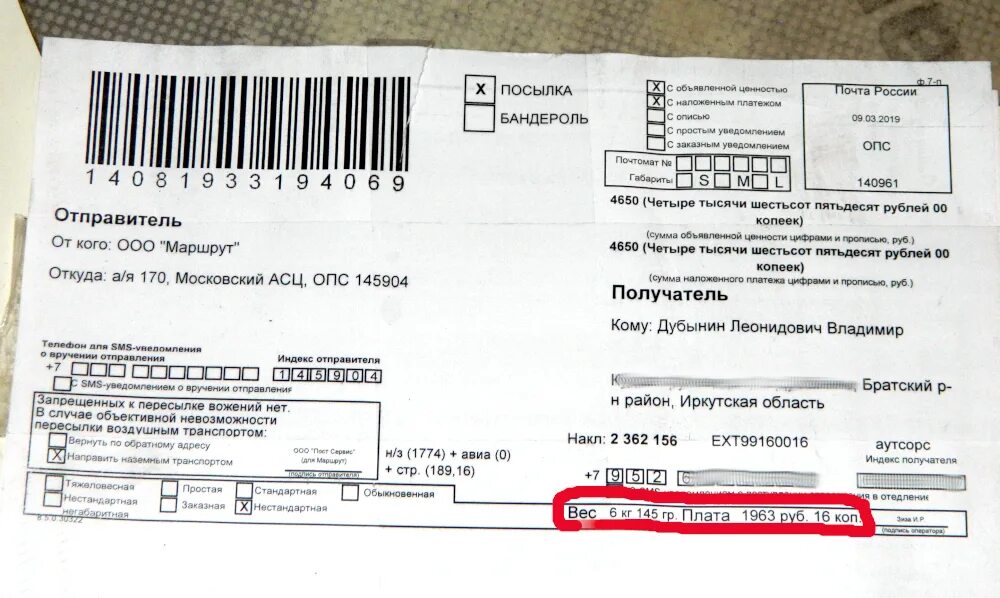 ф.7-п
X ПОСЫЛКА
БАНДЕРОЛЬ
X С объявленной ценностью
X С наложенным платежом
С описью
С простым уведомлением
С заказным уведомлением
Почтомат №
Габариты S M L
Почта России
09.03.2019
ОПС
140961
14081933194069
4650 (Четыре тысячи шестьсот пятьдесят рублей 00
копеек)
(сумма объявленной ценности цифрами и прописью, руб.)
4650 (Четыре тысячи шестьсот пятьдесят рублей 00
копеек)
(сумма наложенного платежа цифрами и прописью, руб.)
Отправитель
От кого: ООО "Маршрут"
Откуда: а/я 170, Московский АСЦ, ОПС 145904
Получатель
Кому: Дубынин Леонидович Владимир
Братский р-
н район, Иркутская область
Телефон для SMS-уведомления
о вручении отправления
+7
С SMS-уведомлением о вручении отправления
Индекс отправителя
145904
Запрещенных к пересылке вожений нет.
В случае объективной невозможности
пересылки воздушным транспортом:
Вернуть по обратному адресу
X Направить наземным транспортом
ООО "Пост Сервис"
(для Маршрут)
(подпись отправителя)
н/з (1774) + авиа (0)
+ стр. (189,16)
Накл: 2 362 156 EXT99160016 аутсорс
Индекс получателя
+7 952 6
Тяжеловесная
Нестандартная
негабаритная
Простая
Заказная
Стандартная
X Нестандартная
Обыкновенная
8.5.0.30322
Вес 6 кг 145 гр. Плата 1963 руб. 16 коп.
Зиза И.Р.
(подпись оператора)